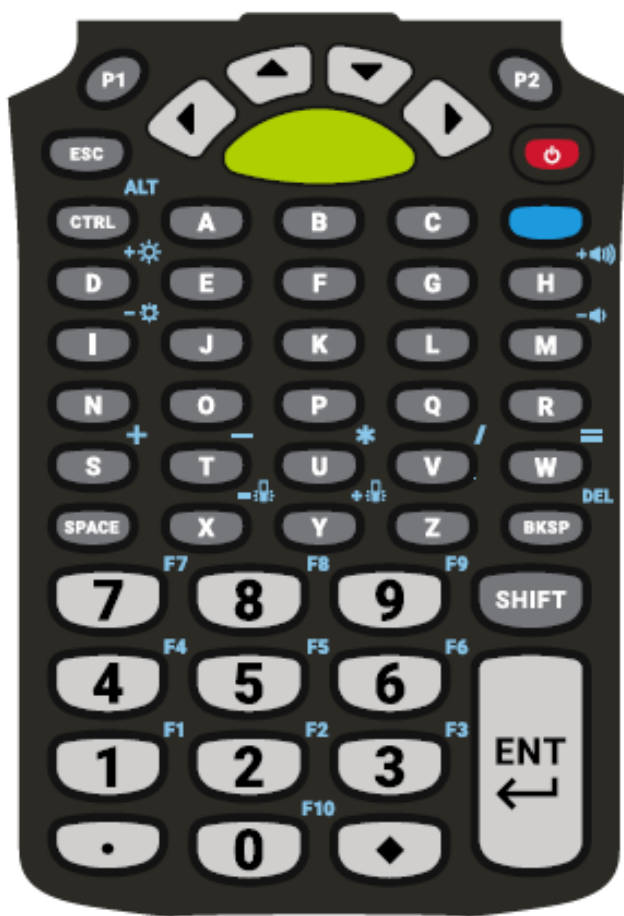 P1 P2
ESC
ALT
CTRL A B C
+ +
D E F G H
- -
I J K L M
N O P Q R
+ - * / =
S T U V W
- + DEL
SPACE X Y Z BKSP
F7 F8 F9
7 8 9 SHIFT
F4 F5 F6
4 5 6
F1 F2 F3
1 2 3 ENT
F10
. 0